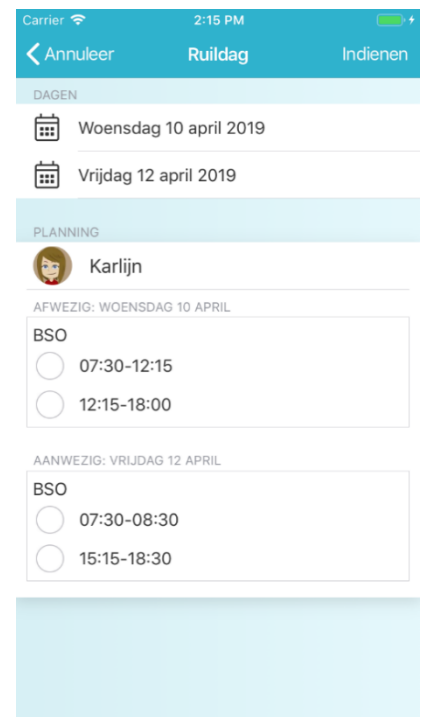 Carrier 2:15 PM
Annuleer Ruildag Indienen
DAGEN
Woensdag 10 april 2019
Vrijdag 12 april 2019
PLANNING
Karlijn
AFWEZIG: WOENSDAG 10 APRIL
BSO
07:30-12:15
12:15-18:00
AANWEZIG: VRIJDAG 12 APRIL
BSO
07:30-08:30
15:15-18:30